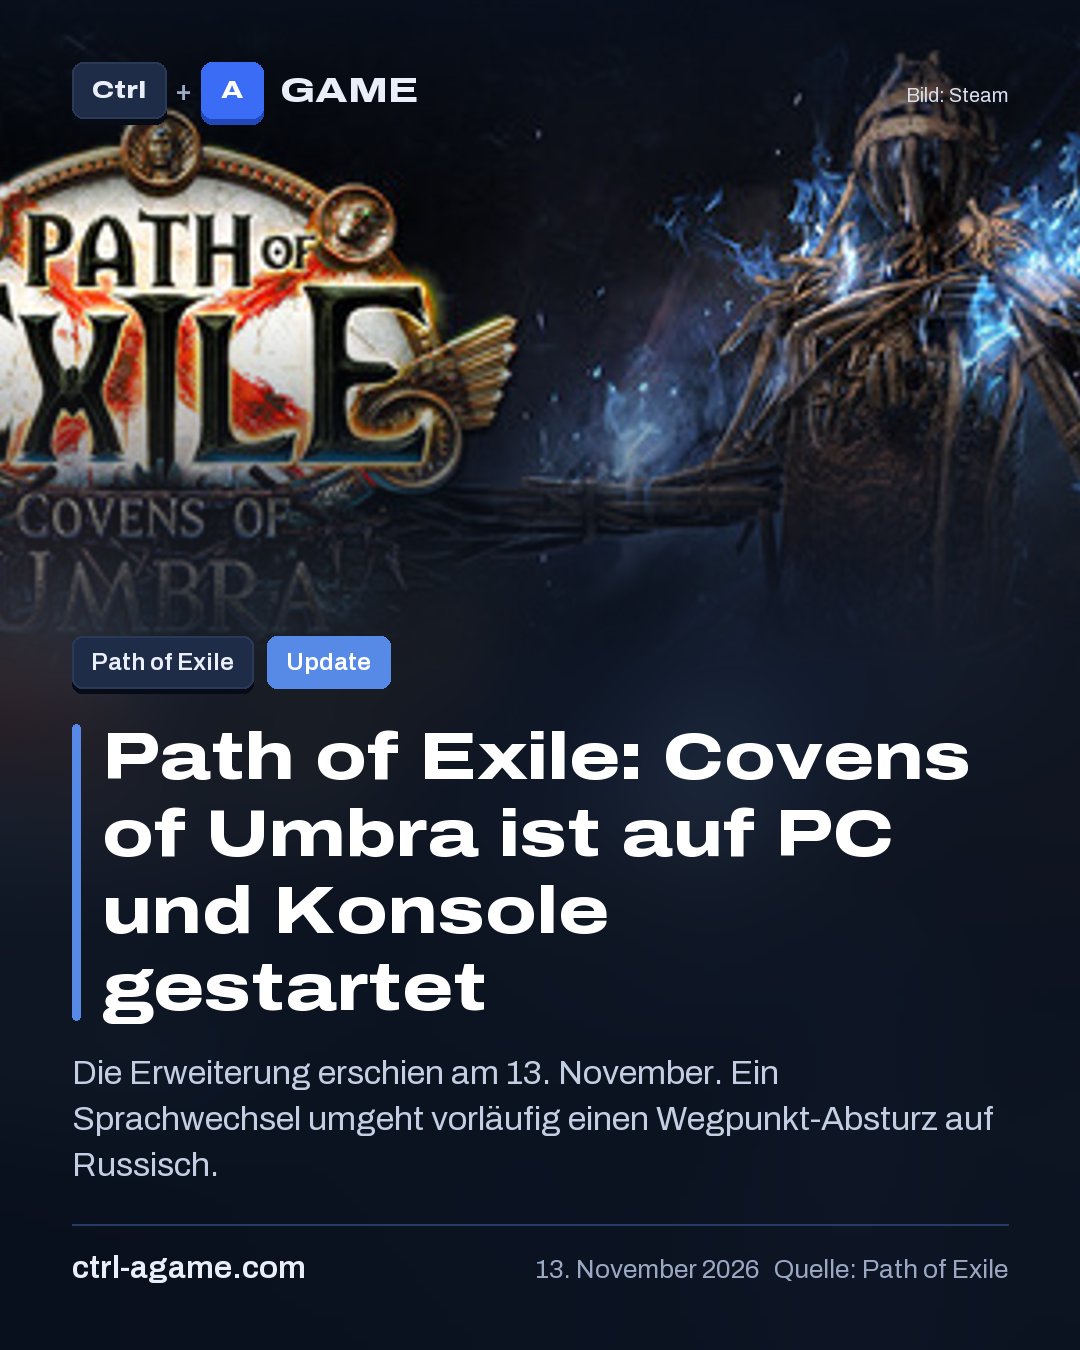 Ctrl + A GAME
Bild: Steam
PATH OF
EXILE
COVENS OF
UMBRA
Path of Exile
Update
Path of Exile: Covens
of Umbra ist auf PC
und Konsole
gestartet
Die Erweiterung erschien am 13. November. Ein
Sprachwechsel umgeht vorläufig einen Wegpunkt-Absturz auf
Russisch.
ctrl-agame.com
13. November 2026 Quelle: Path of Exile